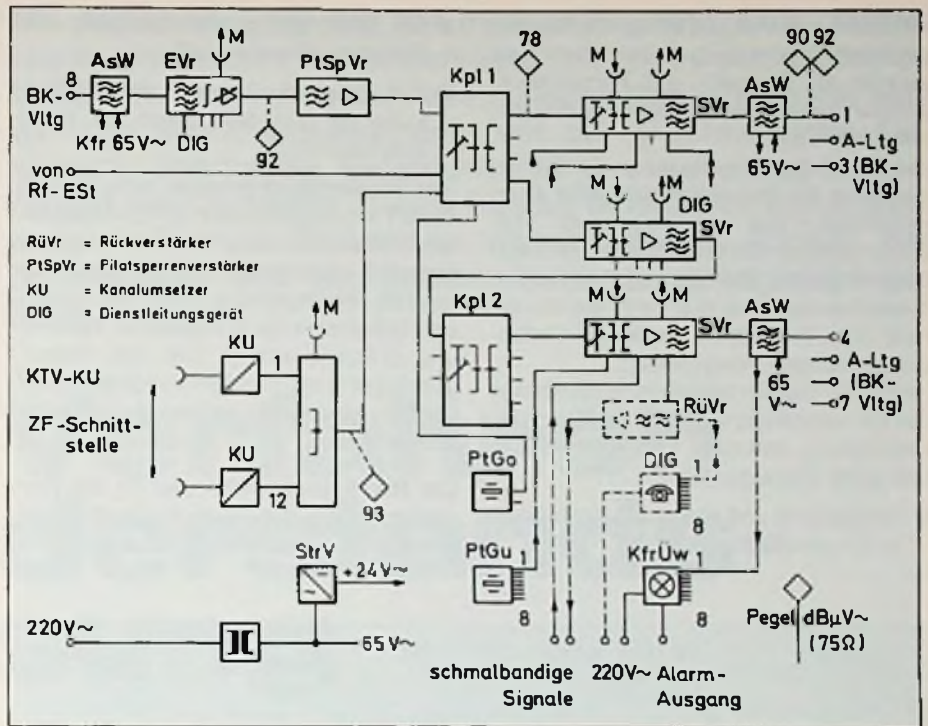 AsW
EVr
M
PtSpVr
Kpl 1
78
M
M
AsW
90 92
8
BK-
Vltg
Kfr 65V~ DIG
92
SVr
1
A-Ltg
3 (BK-
Vltg)
65V~
von
Rf-ESt
M
M
DIG
SVr
RüVr = Rückverstärker
PtSpVr = Pilotsperrenverstärker
KU = Kanalumsetzer
DIG = Dienstleitungsgerät
M
M
M
Kpl 2
SVr
AsW
4
A-Ltg
(BK-
7 Vltg)
65
V~
KU
1
KTV-KU
ZF-Schnitt-
stelle
KU
12
93
RüVr
PtGo
DIG
1
8
StrV
+24V~
PtGu
1
8
KfrÜw
1
8
220V~
65V~
Pegel dBµV~
(75Ω)
schmalbandige
Signale
220V~
Alarm-
Ausgang